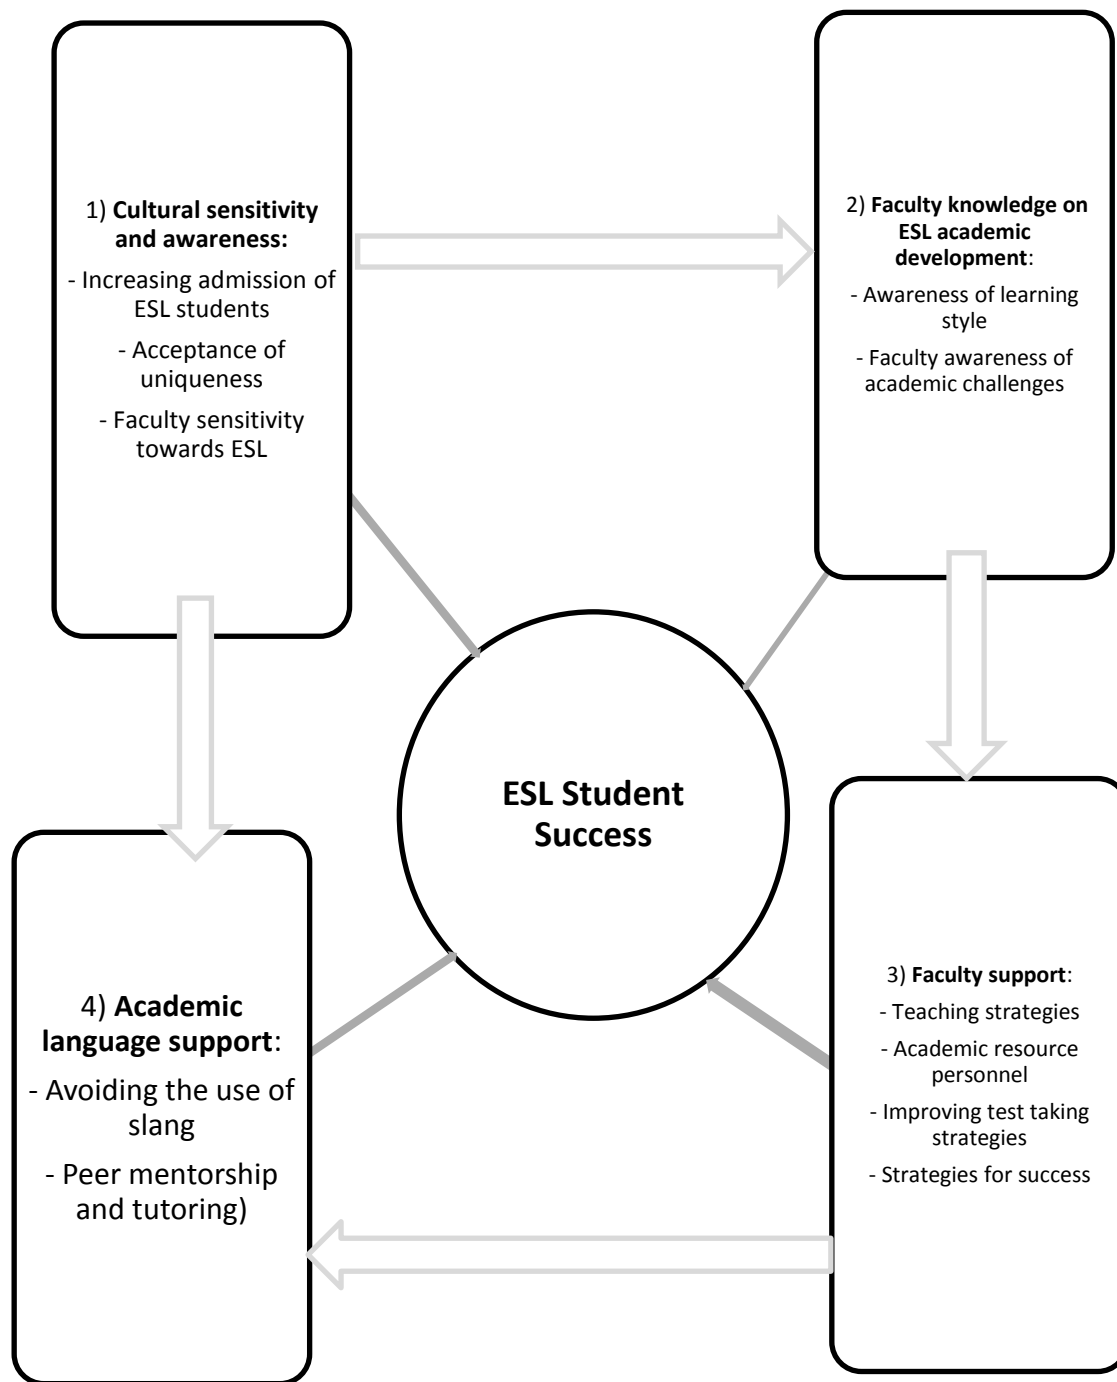 1) Cultural sensitivity
and awareness:
- Increasing admission of
ESL students
- Acceptance of
uniqueness
- Faculty sensitivity
towards ESL
2) Faculty knowledge on
ESL academic
development:
- Awareness of learning
style
- Faculty awareness of
academic challenges
ESL Student
Success
3) Faculty support:
- Teaching strategies
- Academic resource
personnel
- Improving test taking
strategies
- Strategies for success
4) Academic
language support:
- Avoiding the use of
slang
- Peer mentorship
and tutoring)